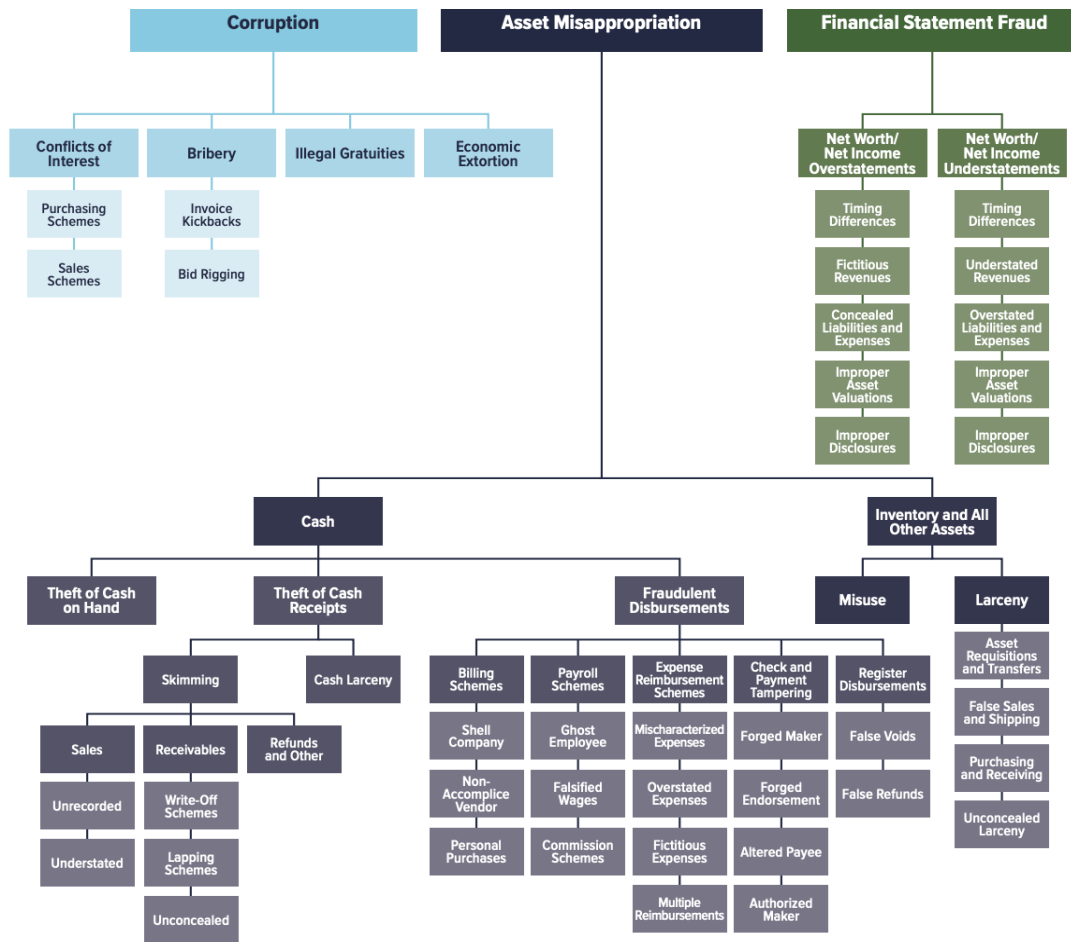 Corruption
Asset Misappropriation
Financial Statement Fraud
Conflicts of
Interest
Bribery
Illegal Gratuities
Economic
Extortion
Purchasing
Schemes
Sales
Schemes
Invoice
Kickbacks
Bid Rigging
Net Worth/
Net Income
Overstatements
Net Worth/
Net Income
Understatements
Timing
Differences
Fictitious
Revenues
Concealed
Liabilities and
Expenses
Improper
Asset
Valuations
Improper
Disclosures
Timing
Differences
Understated
Revenues
Overstated
Liabilities and
Expenses
Improper
Asset
Valuations
Improper
Disclosures
Cash
Inventory and All
Other Assets
Theft of Cash
on Hand
Theft of Cash
Receipts
Fraudulent
Disbursements
Misuse
Larceny
Skimming
Cash Larceny
Sales
Receivables
Refunds
and Other
Unrecorded
Understated
Write-Off
Schemes
Lapping
Schemes
Unconcealed
Billing
Schemes
Shell
Company
Non-
Accomplice
Vendor
Personal
Purchases
Payroll
Schemes
Ghost
Employee
Falsified
Wages
Commission
Schemes
Expense
Reimbursement
Schemes
Mischaracterized
Expenses
Overstated
Expenses
Fictitious
Expenses
Multiple
Reimbursements
Check and
Payment
Tampering
Forged Maker
Forged
Endorsement
Altered Payee
Authorized
Maker
Register
Disbursements
False Voids
False Refunds
Asset
Requisitions
and Transfers
False Sales
and Shipping
Purchasing
and Receiving
Unconcealed
Larceny